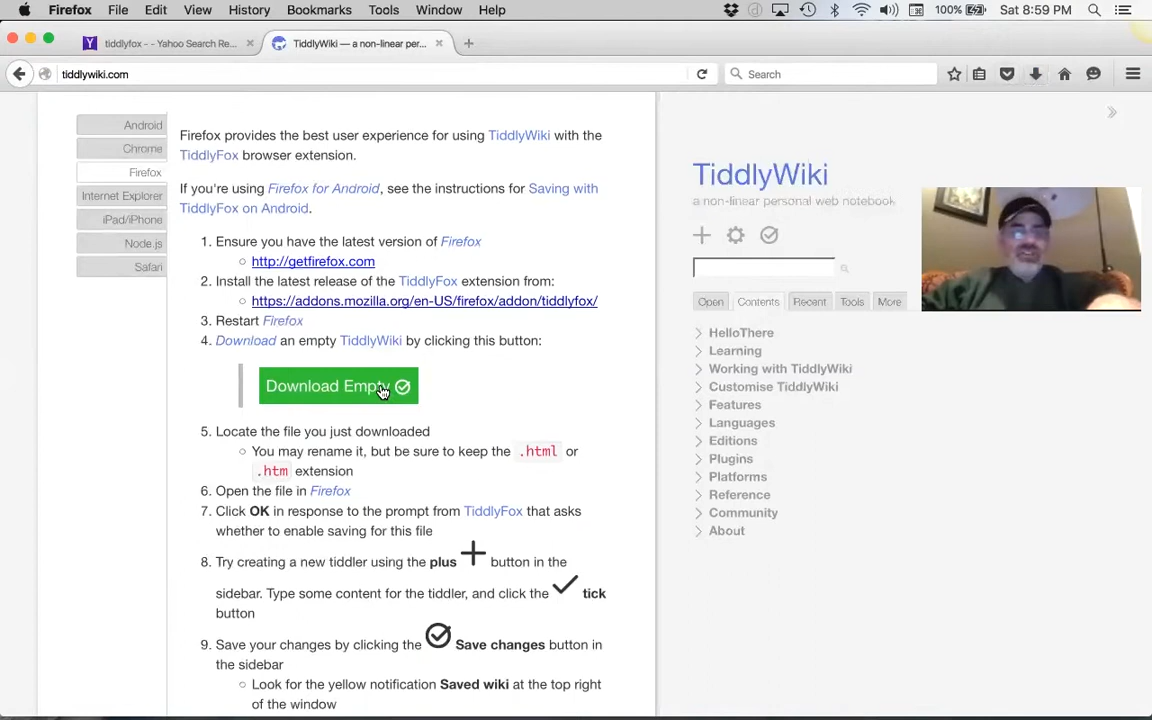 Firefox File Edit View History Bookmarks Tools Window Help 100% Sat 8:59 PM
tiddlyfox - - Yahoo Search Re... × TiddlyWiki — a non-linear per... × +
tiddlywiki.com Search
Android
Chrome
Firefox
Internet Explorer
iPad/iPhone
Node.js
Safari
Firefox provides the best user experience for using TiddlyWiki with the
TiddlyFox browser extension.
If you're using Firefox for Android, see the instructions for Saving with
TiddlyFox on Android.
1. Ensure you have the latest version of Firefox
http://getfirefox.com
2. Install the latest release of the TiddlyFox extension from:
https://addons.mozilla.org/en-US/firefox/addon/tiddlyfox/
3. Restart Firefox
4. Download an empty TiddlyWiki by clicking this button:
Download Empty
5. Locate the file you just downloaded
You may rename it, but be sure to keep the .html or
.htm extension
6. Open the file in Firefox
7. Click OK in response to the prompt from TiddlyFox that asks
whether to enable saving for this file
8. Try creating a new tiddler using the plus button in the
sidebar. Type some content for the tiddler, and click the tick
button
9. Save your changes by clicking the Save changes button in
the sidebar
Look for the yellow notification Saved wiki at the top right
of the window
TiddlyWiki
a non-linear personal web notebook
Open Contents Recent Tools More
HelloThere
Learning
Working with TiddlyWiki
Customise TiddlyWiki
Features
Languages
Editions
Plugins
Platforms
Reference
Community
About